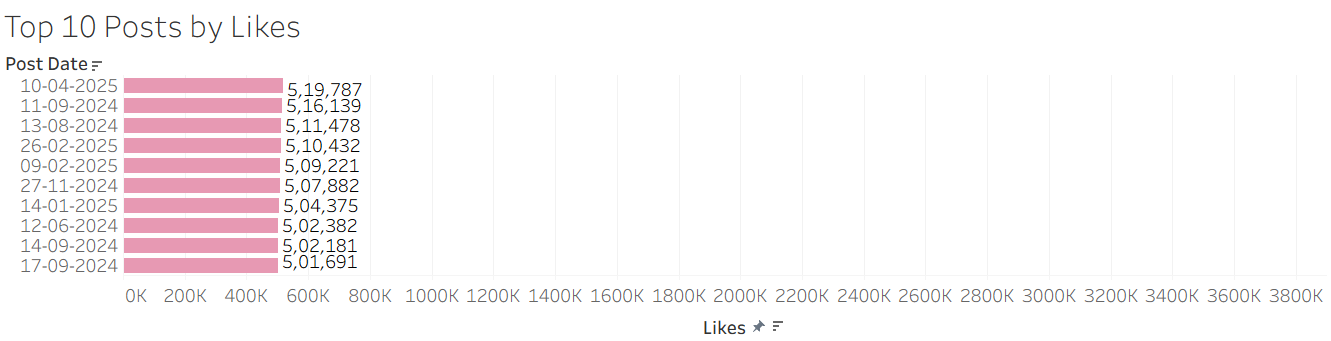 Top 10 Posts by Likes
Post Date
10-04-2025 5,19,787
11-09-2024 5,16,139
13-08-2024 5,11,478
26-02-2025 5,10,432
09-02-2025 5,09,221
27-11-2024 5,07,882
14-01-2025 5,04,375
12-06-2024 5,02,382
14-09-2024 5,02,181
17-09-2024 5,01,691
0K 200K 400K 600K 800K 1000K 1200K 1400K 1600K 1800K 2000K 2200K 2400K 2600K 2800K 3000K 3200K 3400K 3600K 3800K
Likes